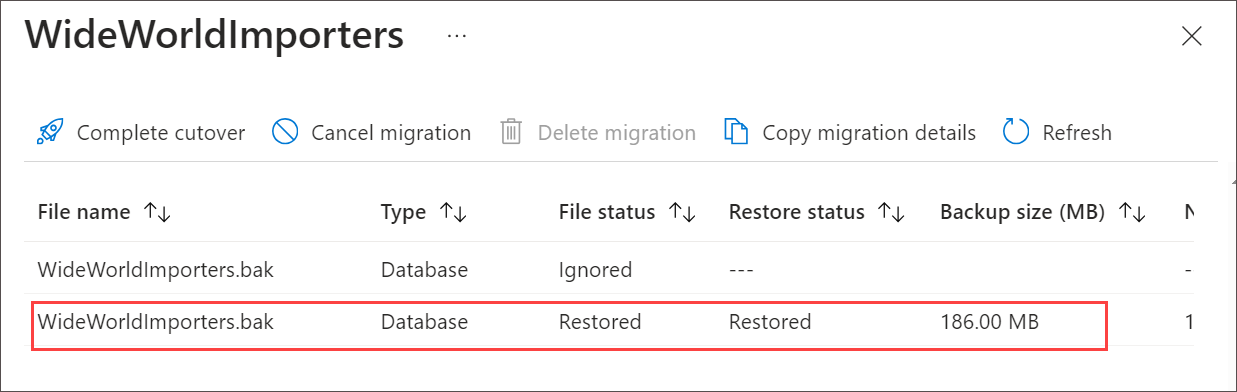 WideWorldImporters ...
Complete cutover Cancel migration Delete migration Copy migration details Refresh
File name Type File status Restore status Backup size (MB) N
WideWorldImporters.bak Database Ignored --- -
WideWorldImporters.bak Database Restored Restored 186.00 MB 1